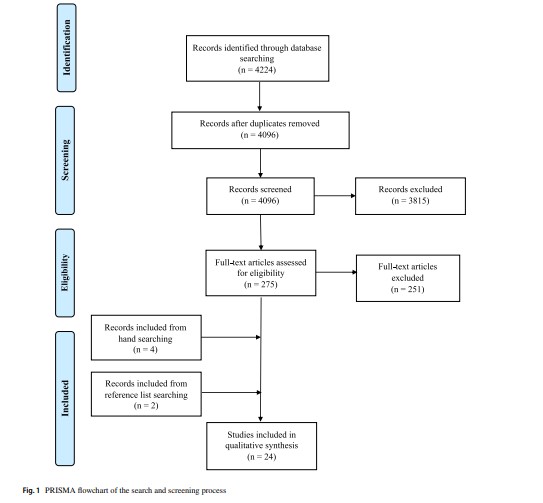 Identification
Records identified through database
searching
(n = 4224)
Records after duplicates removed
(n = 4096)
Screening
Records screened
(n = 4096)
Records excluded
(n = 3815)
Eligibility
Full-text articles assessed
for eligibility
(n = 275)
Full-text articles
excluded
(n = 251)
Records included from
hand searching
(n = 4)
Included
Records included from
reference list searching
(n = 2)
Studies included in
qualitative synthesis
(n = 24)
Fig. 1 PRISMA flowchart of the search and screening process